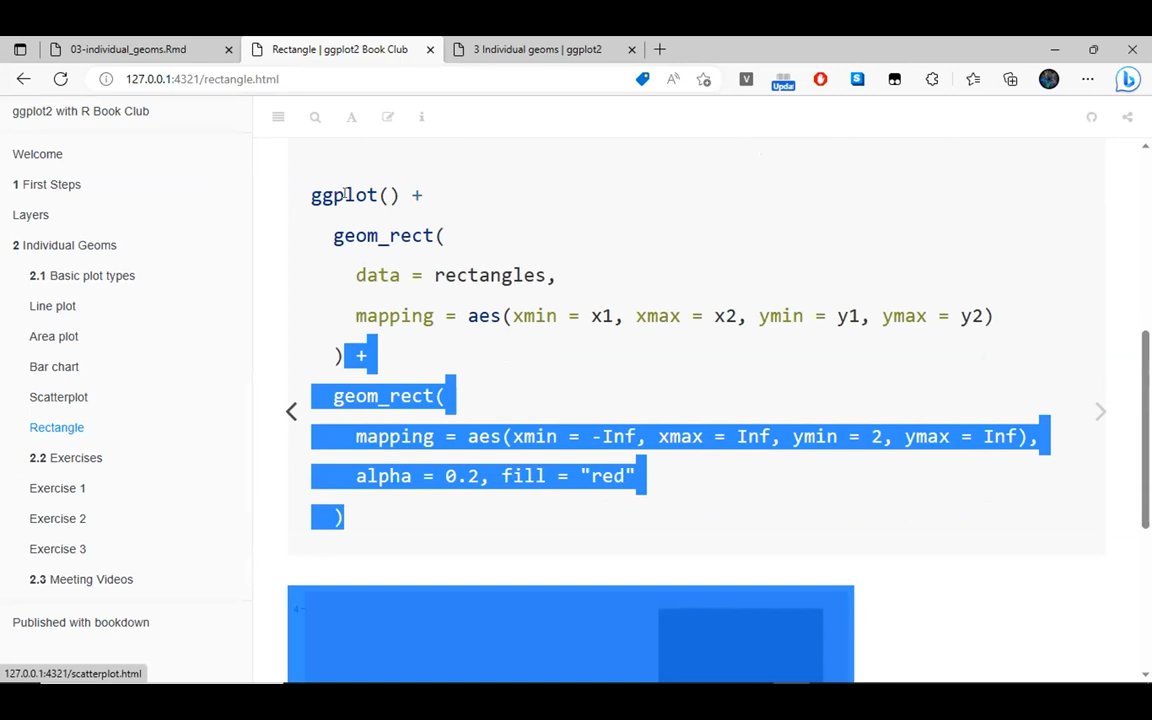 03-individual_geoms.Rmd
Rectangle | ggplot2 Book Club
3 Individual geoms | ggplot2
127.0.0.1:4321/rectangle.html
A
V
Updat
S
b
ggplot2 with R Book Club
A
i
Welcome
1 First Steps
Layers
2 Individual Geoms
2.1 Basic plot types
Line plot
Area plot
Bar chart
Scatterplot
Rectangle
2.2 Exercises
Exercise 1
Exercise 2
Exercise 3
2.3 Meeting Videos
Published with bookdown
127.0.0.1:4321/scatterplot.html
ggplot() +
geom_rect(
data = rectangles,
mapping = aes(xmin = x1, xmax = x2, ymin = y1, ymax = y2)
) +
geom_rect(
mapping = aes(xmin = -Inf, xmax = Inf, ymin = 2, ymax = Inf),
alpha = 0.2, fill = "red"
)
4